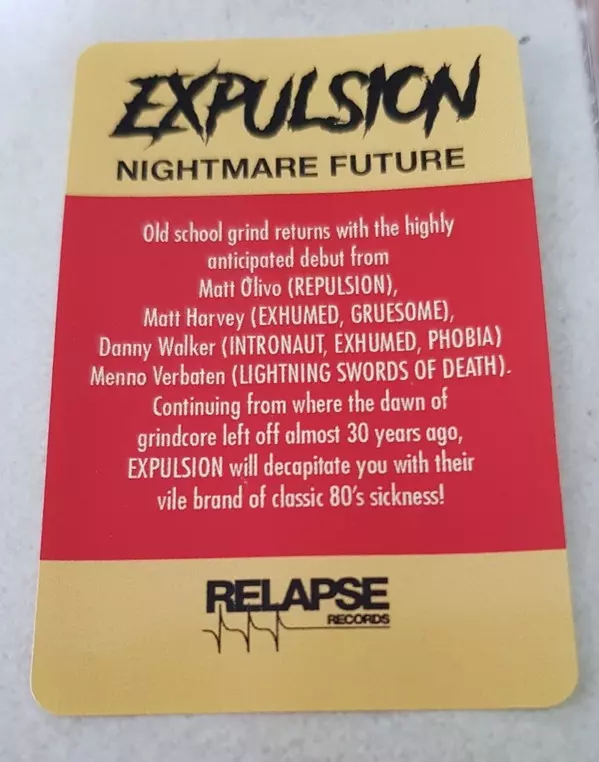 EXPULSION
NIGHTMARE FUTURE
Old school grind returns with the highly
anticipated debut from
Matt Olivo (REPULSION),
Matt Harvey (EXHUMED, GRUESOME),
Danny Walker (INTRONAUT, EXHUMED, PHOBIA)
Menno Verbaten (LIGHTNING SWORDS OF DEATH).
Continuing from where the dawn of
grindcore left off almost 30 years ago,
EXPULSION will decapitate you with their
vile brand of classic 80's sickness!
RELAPSE
RECORDS